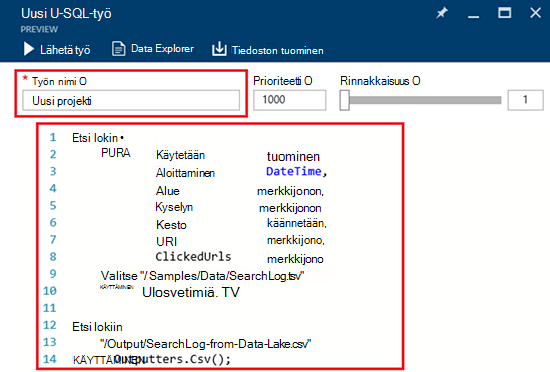 Uusi U-SQL-työ
PREVIEW
Lähetä työ Data Explorer Tiedoston tuominen
* Työn nimi O Prioriteetti O Rinnakkaisuus O
Uusi projekti 1000 1
1 Etsi lokin •
2 PURA Käytetään tuominen
3 Aloittaminen DateTime,
4 Alue merkkijonon,
5 Kyselyn merkkijonon
6 Kesto käännetään,
7 URI merkkijono,
8 ClickedUrls merkkijono
9 Valitse "/Samples/Data/SearchLog.tsv"
10 KÄYTTÄMINEN Ulosvetimiä. TV
11
12 Etsi lokiin
13 "/Output/SearchLog-from-Data-Lake.csv"
14 KÄYTTÄMINEN Outputters.Csv();